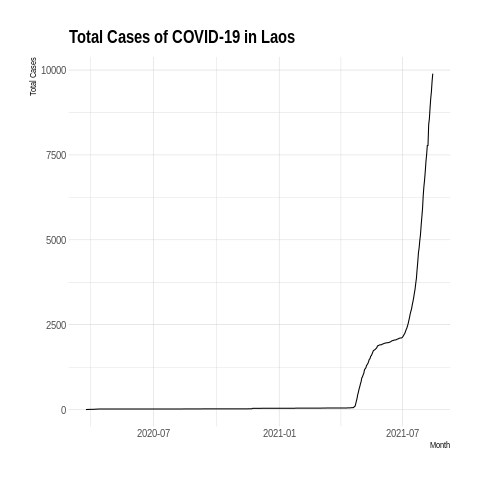 Total Cases of COVID-19 in Laos
Total Cases
10000
7500
5000
2500
0
2020-07 2021-01 2021-07
Month